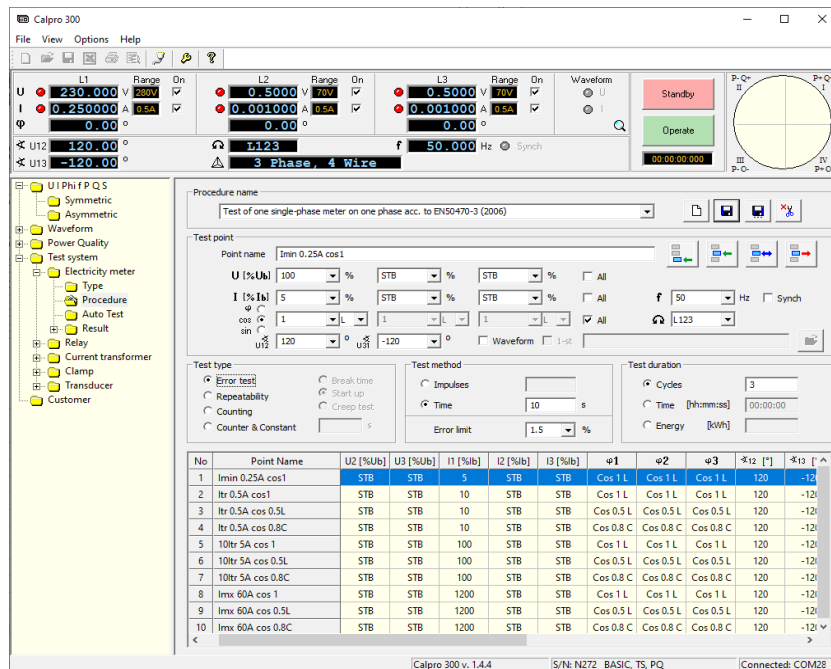 Calpro 300
File View Options Help
L1 Range On L2 Range On L3 Range On Waveform
U 230.000 V 280V 0.5000 V 70V 0.5000 V 70V U
I 0.250000 A 0.5A 0.001000 A 0.5A 0.001000 A 0.5A I
φ 0.00 ° 0.00 ° 0.00 °
U12 120.00 ° L123 f 50.000 Hz Synch
U13 -120.00 ° 3 Phase, 4 Wire
Standby
Operate
00:00:00:000
P-Q+ P+Q
II I
III IV
P-Q- P+Q
U I Phi f P Q S
Symmetric
Asymmetric
Waveform
Power Quality
Test system
Electricity meter
Type
Procedure
Auto Test
Result
Relay
Current transformer
Clamp
Transducer
Customer
Procedure name
Test of one single-phase meter on one phase acc. to EN50470-3 (2006)
Test point
Point name Imin 0.25A cos1
U [%Ub] 100 % STB % STB % All
I [%Ib] 5 % STB % STB % All f 50 Hz Synch
φ
cos 1 L 1 L 1 L All L123
sin
U12 120 ° U31 -120 ° Waveform 1-st
Test type
Error test Break time
Repeatability Start up
Counting Creep test
Counter & Constant s
Test method
Impulses
Time 10 s
Error limit 1.5 %
Test duration
Cycles 3
Time [hh:mm:ss] 00:00:00
Energy [kWh]
No Point Name U2 [%Ub] U3 [%Ub] I1 [%Ib] I2 [%Ib] I3 [%Ib] φ1 φ2 φ3 12 [°] 13 [°
1 Imin 0.25A cos1 STB STB 5 STB STB Cos 1 L Cos 1 L Cos 1 L 120 -120
2 Itr 0.5A cos1 STB STB 10 STB STB Cos 1 L Cos 1 L Cos 1 L 120 -120
3 Itr 0.5A cos 0.5L STB STB 10 STB STB Cos 0.5 L Cos 0.5 L Cos 0.5 L 120 -120
4 Itr 0.5A cos 0.8C STB STB 10 STB STB Cos 0.8 C Cos 0.8 C Cos 0.8 C 120 -120
5 10Itr 5A cos 1 STB STB 100 STB STB Cos 1 L Cos 1 L Cos 1 L 120 -120
6 10Itr 5A cos 0.5L STB STB 100 STB STB Cos 0.5 L Cos 0.5 L Cos 0.5 L 120 -120
7 10Itr 5A cos 0.8C STB STB 100 STB STB Cos 0.8 C Cos 0.8 C Cos 0.8 C 120 -120
8 Imx 60A cos 1 STB STB 1200 STB STB Cos 1 L Cos 1 L Cos 1 L 120 -120
9 Imx 60A cos 0.5L STB STB 1200 STB STB Cos 0.5 L Cos 0.5 L Cos 0.5 L 120 -120
10 Imx 60A cos 0.8C STB STB 1200 STB STB Cos 0.8 C Cos 0.8 C Cos 0.8 C 120 -120
Calpro 300 v. 1.4.4 S/N: N272 BASIC, TS, PQ Connected: COM28